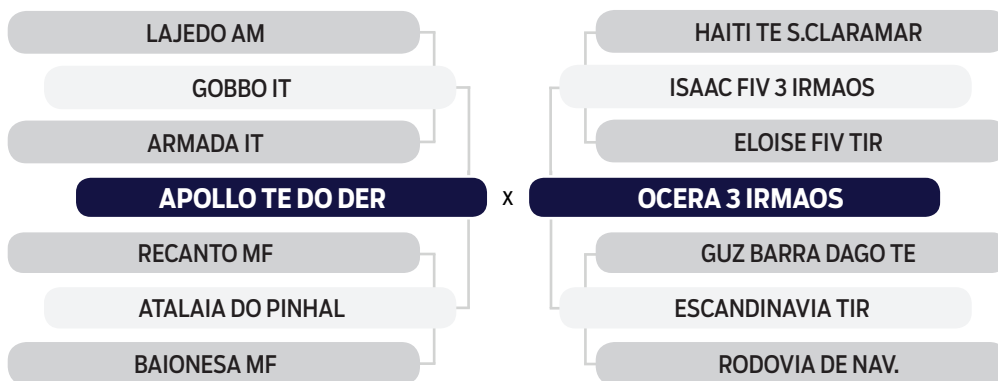 LAJEDO AM
GOBBO IT
ARMADA IT
APOLLO TE DO DER
RECANTO MF
ATALAIA DO PINHAL
BAIONESA MF
x
HAITI TE S.CLARAMAR
ISAAC FIV 3 IRMAOS
ELOISE FIV TIR
OCERA 3 IRMAOS
GUZ BARRA DAGO TE
ESCANDINAVIA TIR
RODOVIA DE NAV.